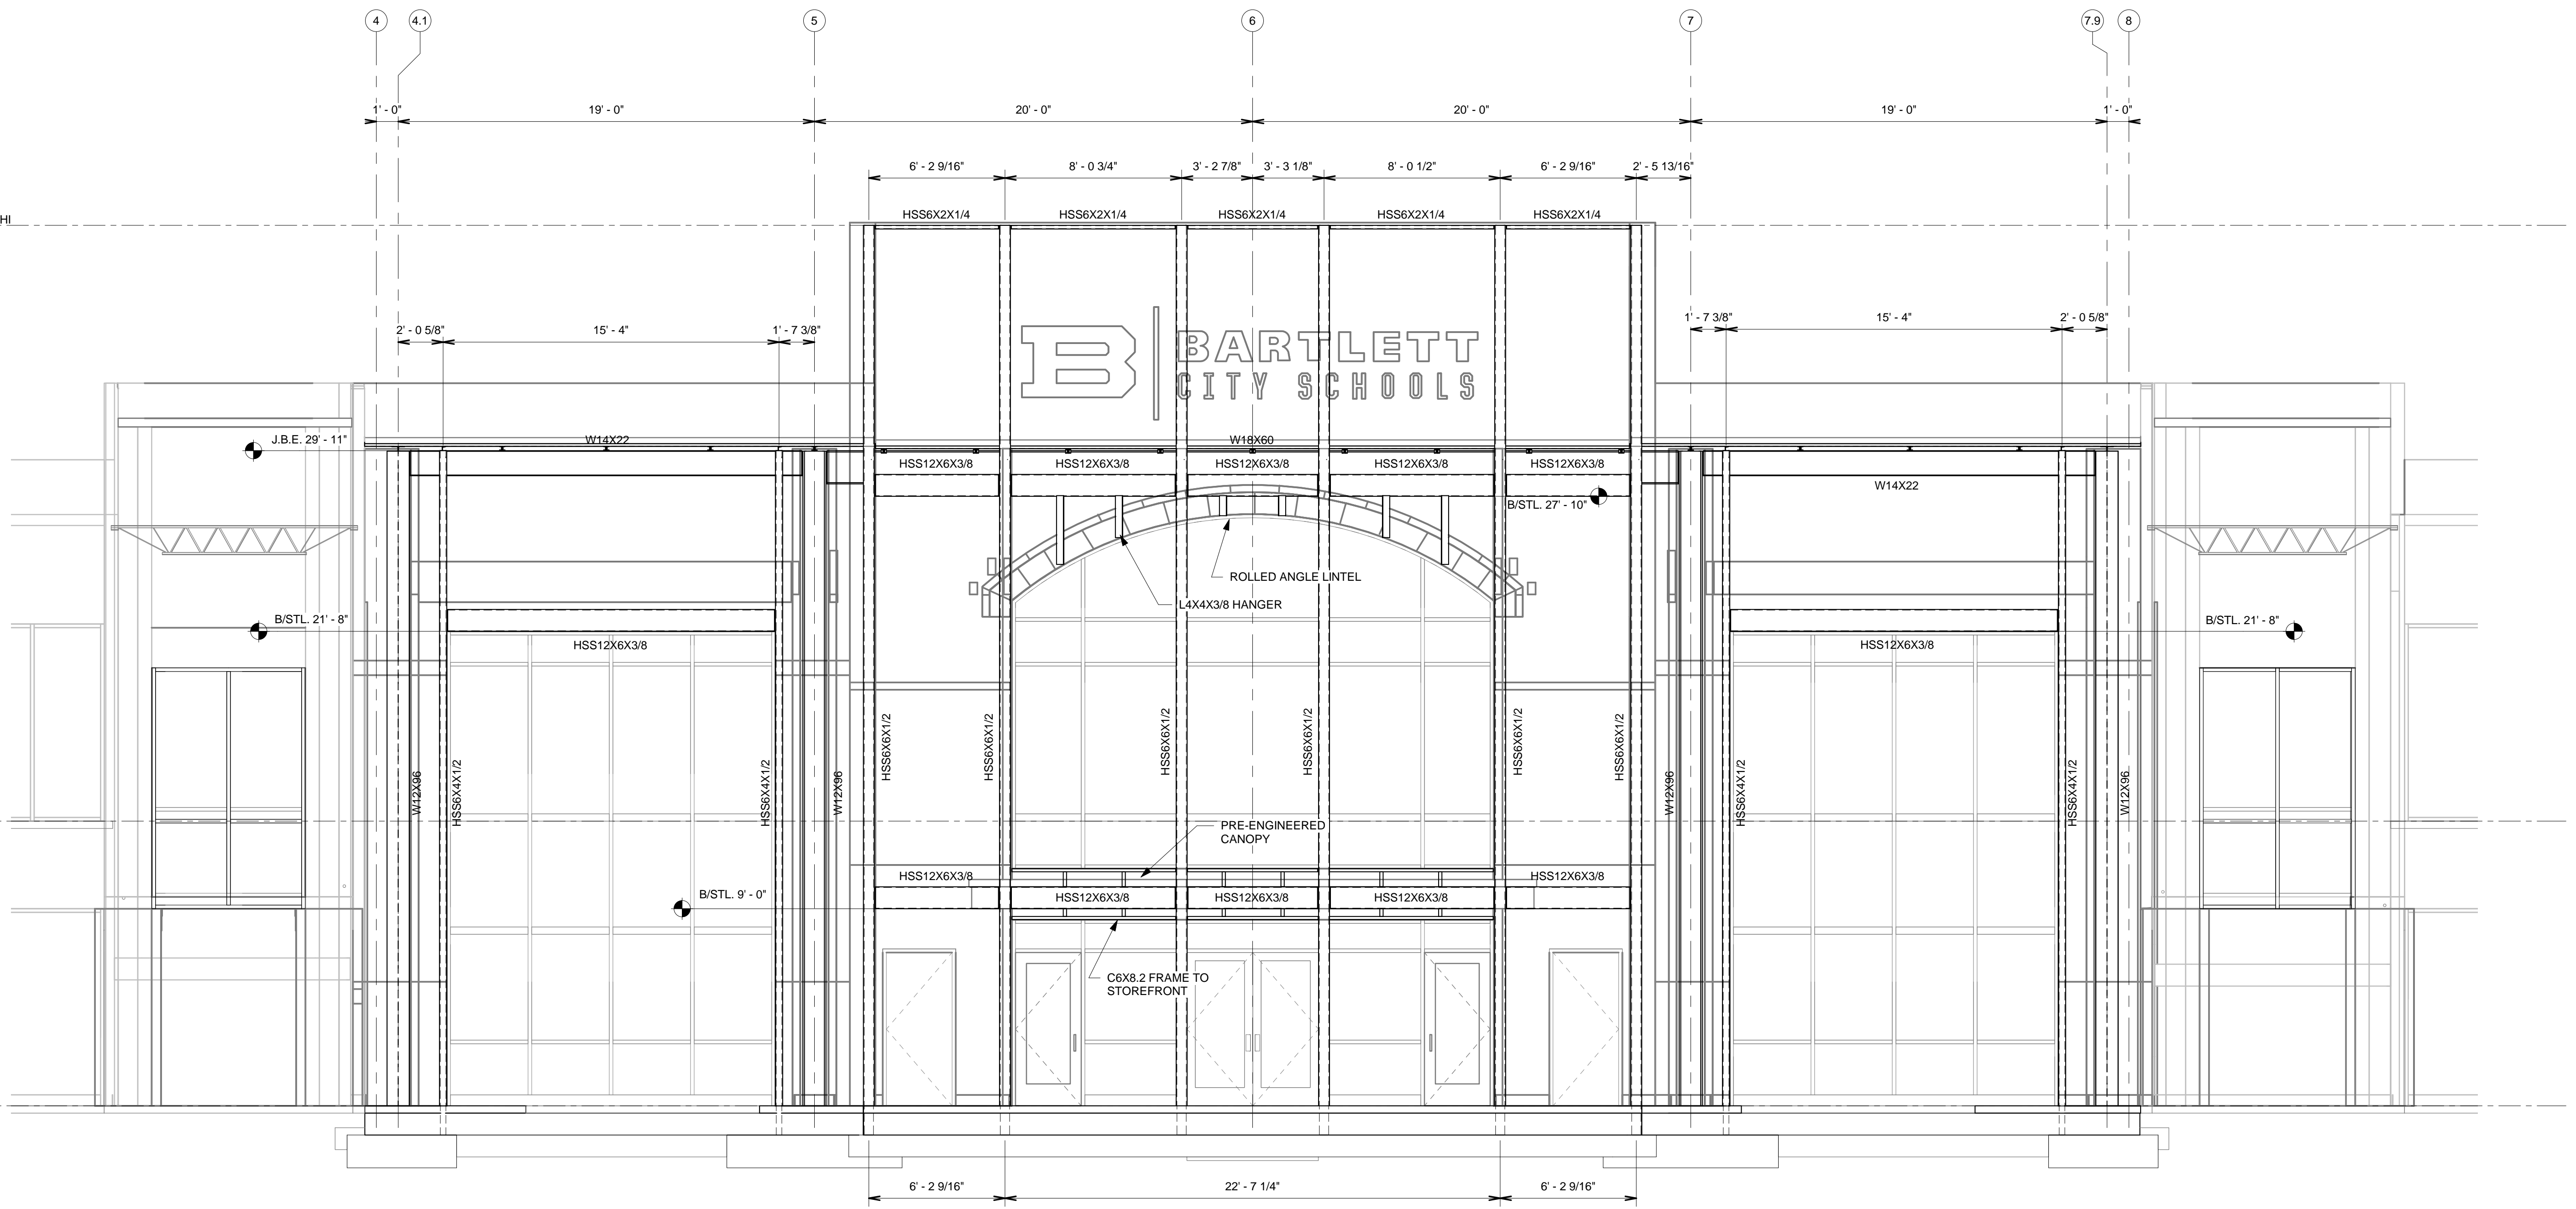 4
4.1
5
6
7
7.9
8
1' - 0"
19' - 0"
20' - 0"
20' - 0"
19' - 0"
1' - 0"
6' - 2 9/16"
8' - 0 3/4"
3' - 2 7/8"
3' - 3 1/8"
8' - 0 1/2"
6' - 2 9/16"
2' - 5 13/16"
HI
HSS6X2X1/4
HSS6X2X1/4
HSS6X2X1/4
HSS6X2X1/4
HSS6X2X1/4
2' - 0 5/8"
15' - 4"
1' - 7 3/8"
1' - 7 3/8"
15' - 4"
2' - 0 5/8"
B
BARTLETT
CITY SCHOOLS
J.B.E. 29' - 11"
W14X22
W18X60
HSS12X6X3/8
HSS12X6X3/8
HSS12X6X3/8
HSS12X6X3/8
HSS12X6X3/8
W14X22
B/STL. 27' - 10"
ROLLED ANGLE LINTEL
L4X4X3/8 HANGER
B/STL. 21' - 8"
B/STL. 21' - 8"
HSS12X6X3/8
HSS12X6X3/8
W12X96
HSS6X4X1/2
HSS6X4X1/2
W12X96
HSS6X6X1/2
HSS6X6X1/2
HSS6X6X1/2
HSS6X6X1/2
HSS6X6X1/2
HSS6X6X1/2
W12X96
HSS6X4X1/2
HSS6X4X1/2
W12X96
PRE-ENGINEERED
CANOPY
HSS12X6X3/8
HSS12X6X3/8
B/STL. 9' - 0"
HSS12X6X3/8
HSS12X6X3/8
HSS12X6X3/8
C6X8.2 FRAME TO
STOREFRONT
6' - 2 9/16"
22' - 7 1/4"
6' - 2 9/16"